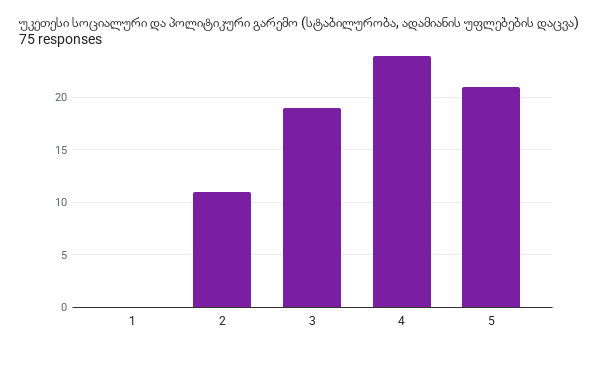 უკეთესი სოციალური და პოლიტიკური გარემო (სტაბილურობა, ადამიანის უფლებების დაცვა)
75 responses
20
15
10
5
0
1 2 3 4 5